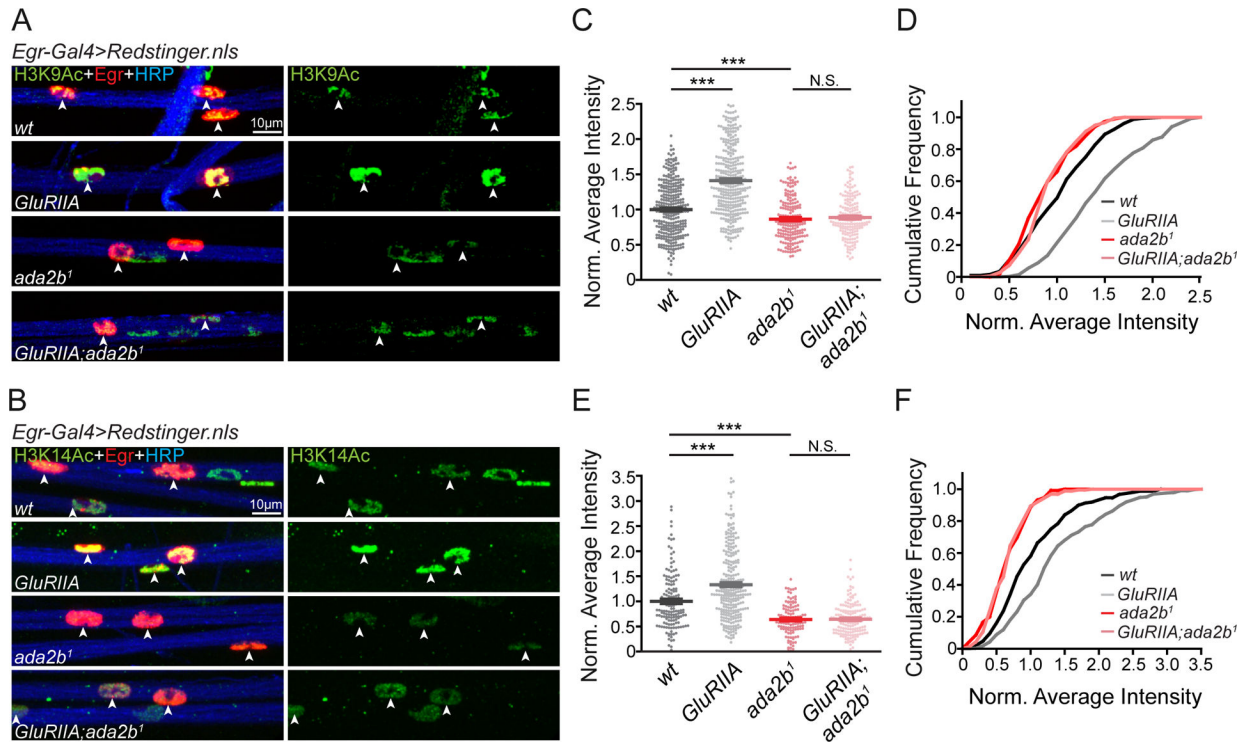 A
Egr-Gal4>Redstinger.nls
H3K9Ac+Egr+HRP
H3K9Ac
wt
10µm
GluRIIA
ada2b¹
GluRIIA;ada2b¹
B
Egr-Gal4>Redstinger.nls
H3K14Ac+Egr+HRP
H3K14Ac
wt
10µm
GluRIIA
ada2b¹
GluRIIA;ada2b¹
C
***
***
N.S.
Norm. Average Intensity
2.5
2.0
1.5
1.0
0.5
0
wt
GluRIIA
ada2b¹
GluRIIA;
ada2b¹
D
Cumulative Frequency
1.0
0.8
0.6
0.4
0.2
0
wt
GluRIIA
ada2b¹
GluRIIA;ada2b¹
0 0.5 1.0 1.5 2.0 2.5
Norm. Average Intensity
E
***
***
N.S.
Norm. Average Intensity
3.5
3.0
2.5
2.0
1.5
1.0
0.5
0
wt
GluRIIA
ada2b¹
GluRIIA;
ada2b¹
F
Cumulative Frequency
1.0
0.8
0.6
0.4
0.2
0
wt
GluRIIA
ada2b¹
GluRIIA;ada2b¹
0 0.5 1.0 1.5 2.0 2.5 3.0 3.5
Norm. Average Intensity